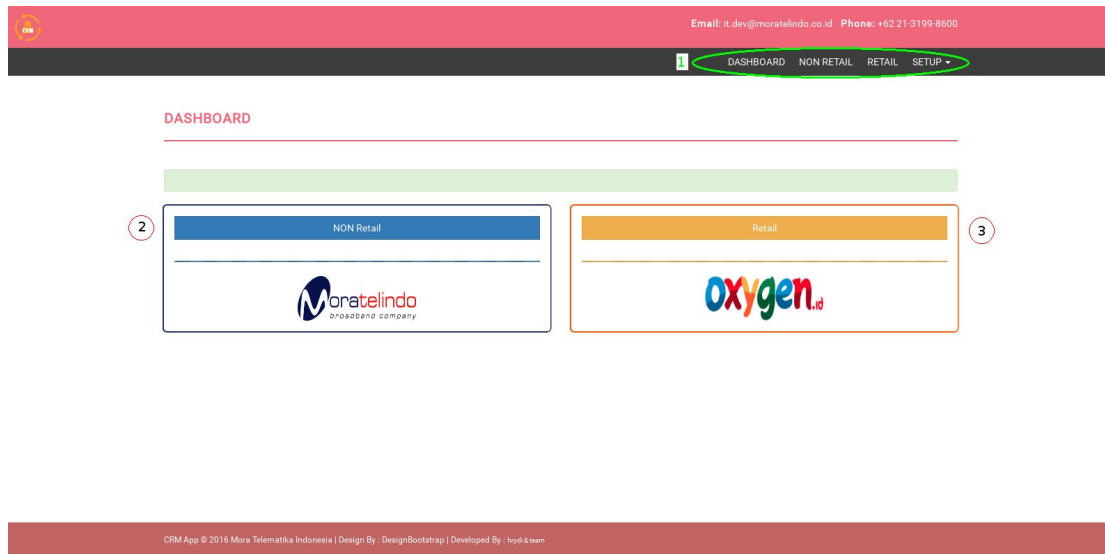 CRM
Email: it.dev@moratelindo.co.id Phone: +62 21-3199-8600
1 DASHBOARD NON RETAIL RETAIL SETUP
DASHBOARD
2 NON Retail
Retail 3
Moratelindo
broadband company
oxygen.id
CRM App © 2016 Mora Telematika Indonesia | Design By : DesignBootstrap | Developed By : hrydi & team